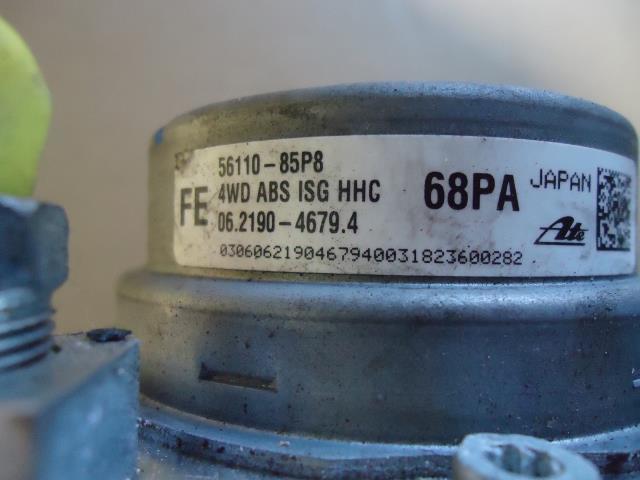 56110-85P8
FE
4WD ABS ISG HHC
06.2190-4679.4
68PA
JAPAN
Ate
0306062190467940031823600282